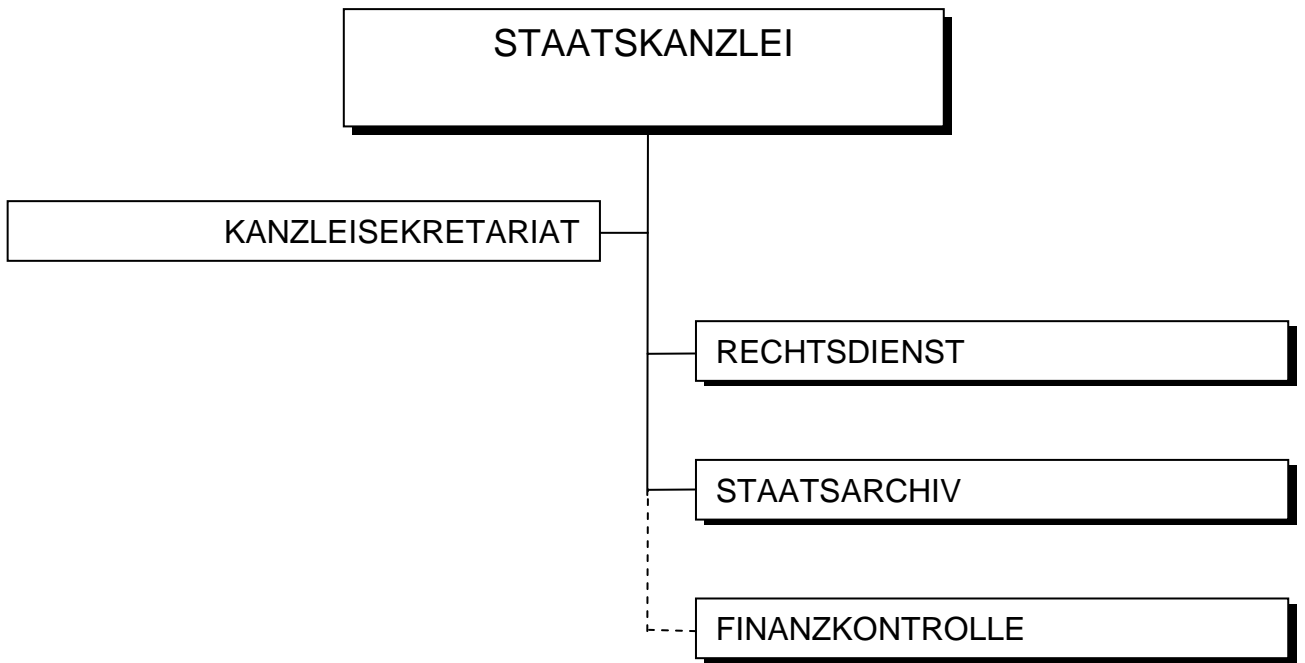 STAATSKANZLEI
KANZLEISEKRETARIAT
RECHTSDIENST
STAATSARCHIV
FINANZKONTROLLE